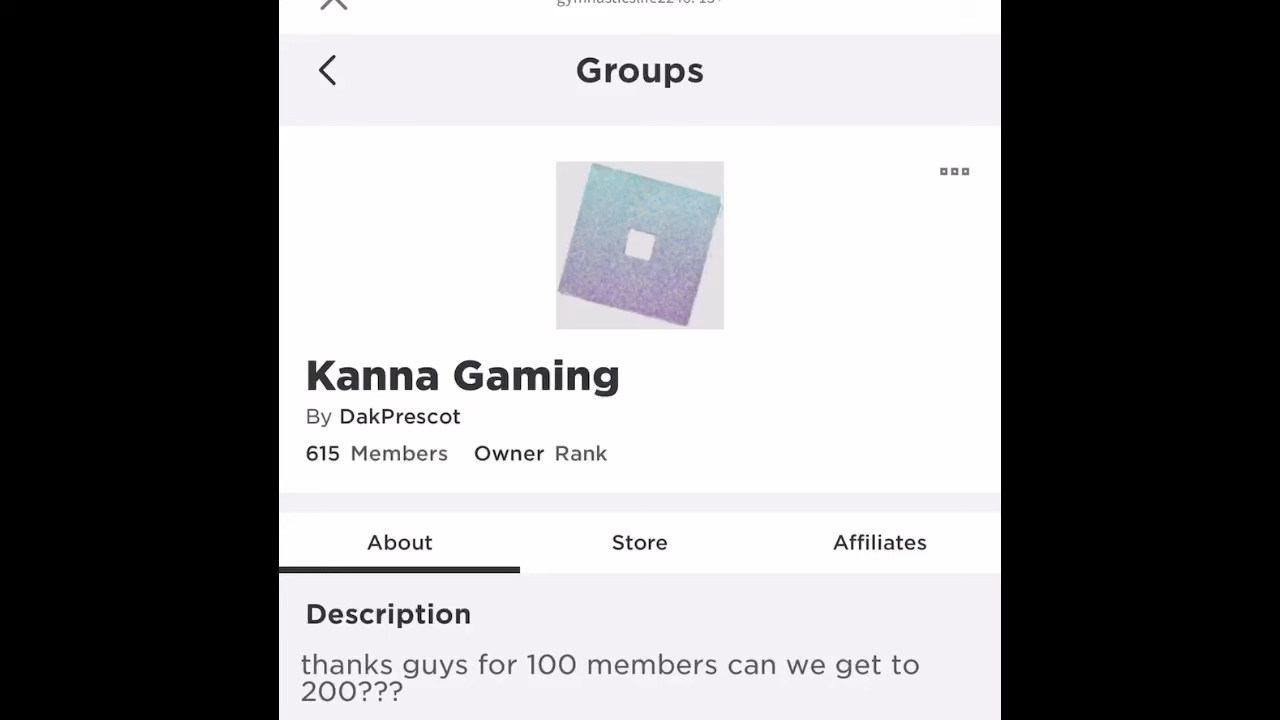 Groups
Kanna Gaming
By DakPrescot
615 Members Owner Rank
About Store Affiliates
Description
thanks guys for 100 members can we get to
200???